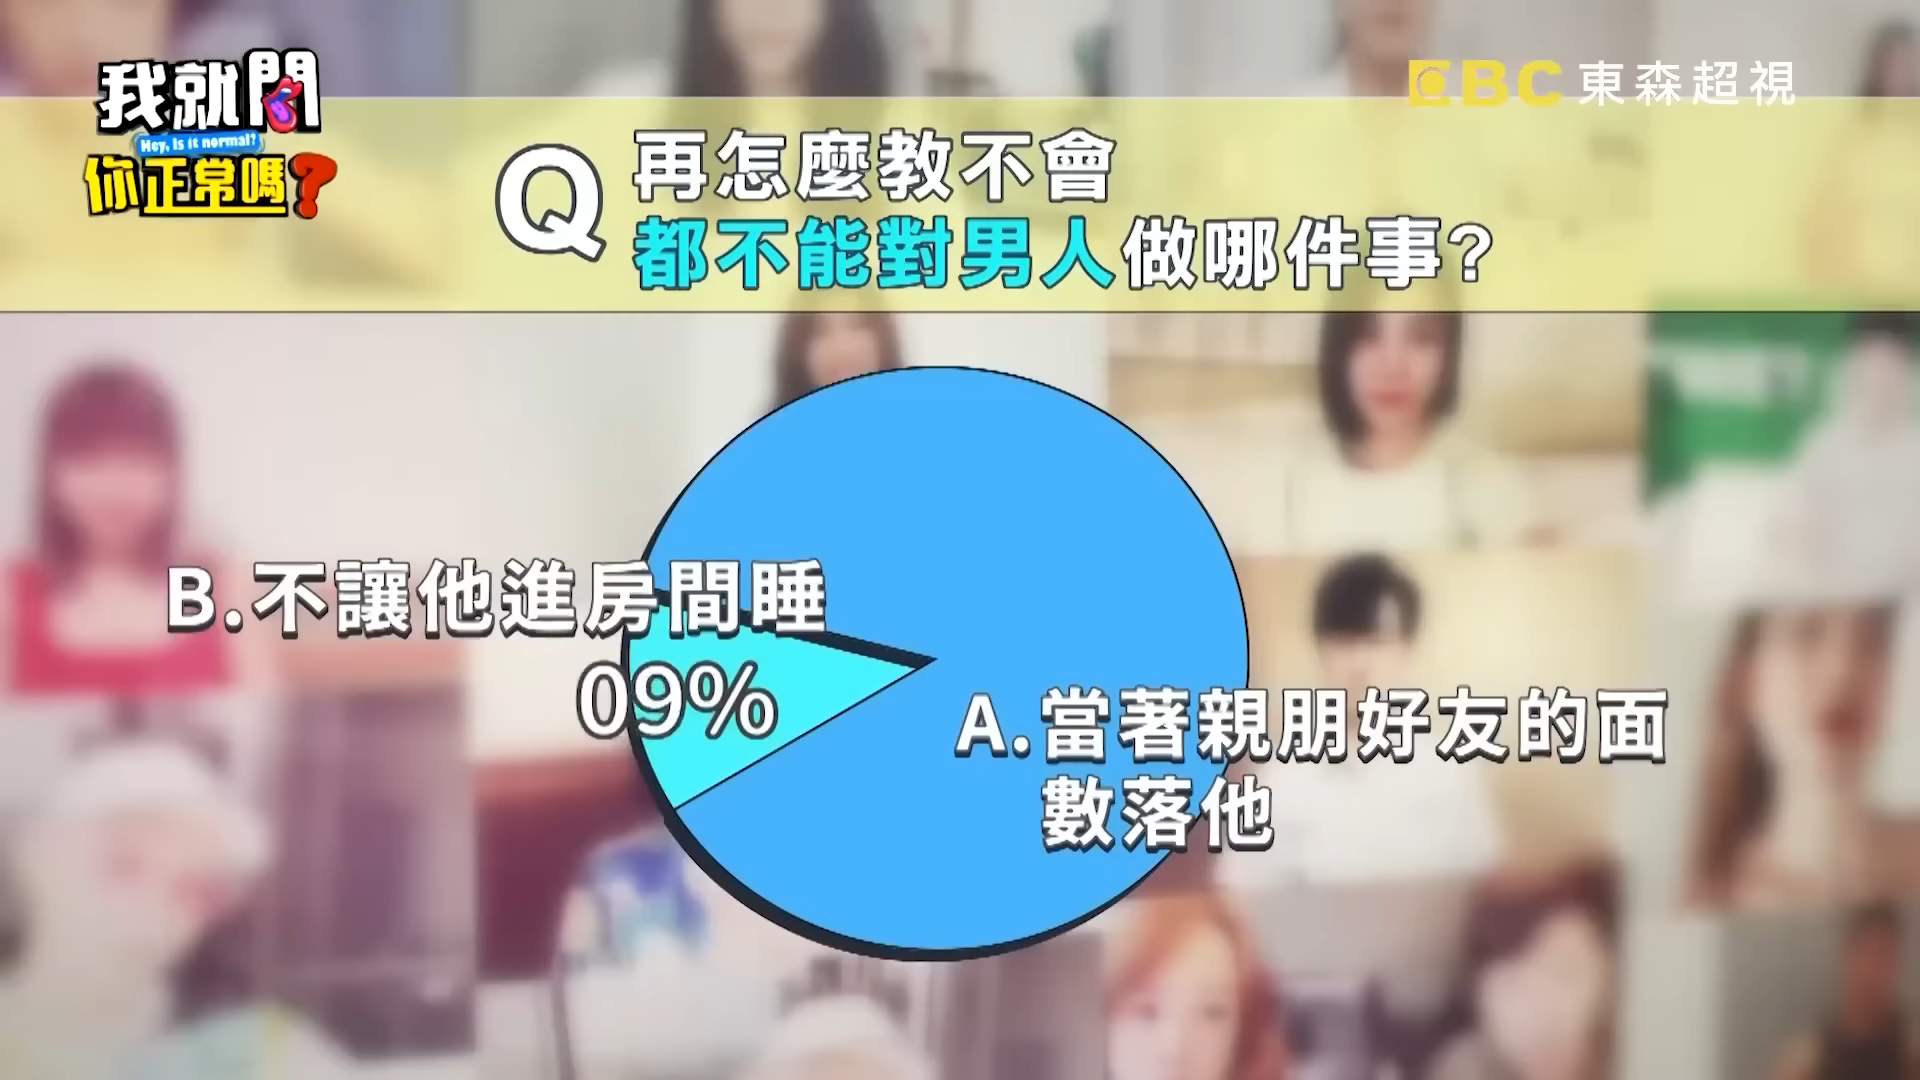 我就問
Hey, is it normal?
你正常嗎?
EBC 東森超視
Q 再怎麼教不會
都不能對男人做哪件事?
B.不讓他進房間睡
09%
A.當著親朋好友的面
數落他